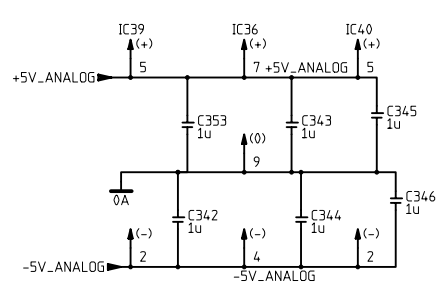 IC39 IC36 IC40
(+) (+) (+)
5 7 +5V_ANALOG 5
+5V_ANALOG
C353 C343 C345
1u 1u 1u
(0)
9
0A
C346
1u
C342 C344
1u 1u
(-) (-) (-)
2 4 2
-5V_ANALOG
-5V_ANALOG